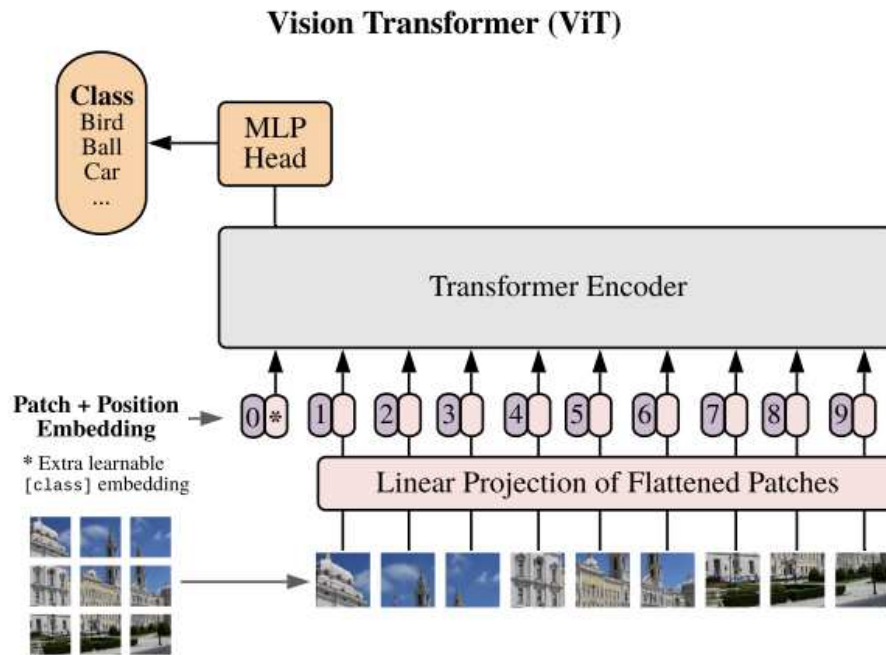 Vision Transformer (ViT)
Class
Bird
Ball
Car
...
MLP
Head
Transformer Encoder
Patch + Position
Embedding
0 * 1 2 3 4 5 6 7 8 9
* Extra learnable
[class] embedding
Linear Projection of Flattened Patches